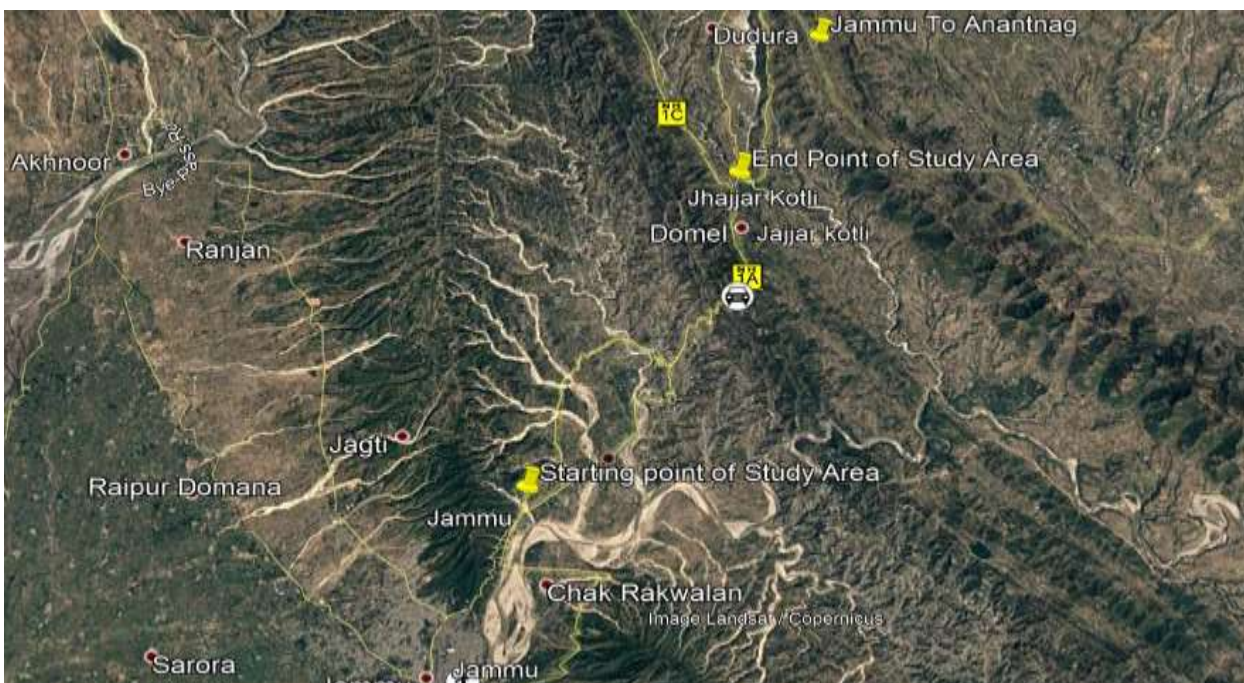 Dudura
Jammu To Anantnag
1C
Akhnoor
Bye-pass Rd
End Point of Study Area
Jhajjar Kotli
Ranjan
Domel
Jajjar kotli
1A
Jagti
Starting point of Study Area
Raipur Domana
Jammu
Chak Rakwalan
Image Landsat / Copernicus
Sarora
Jammu